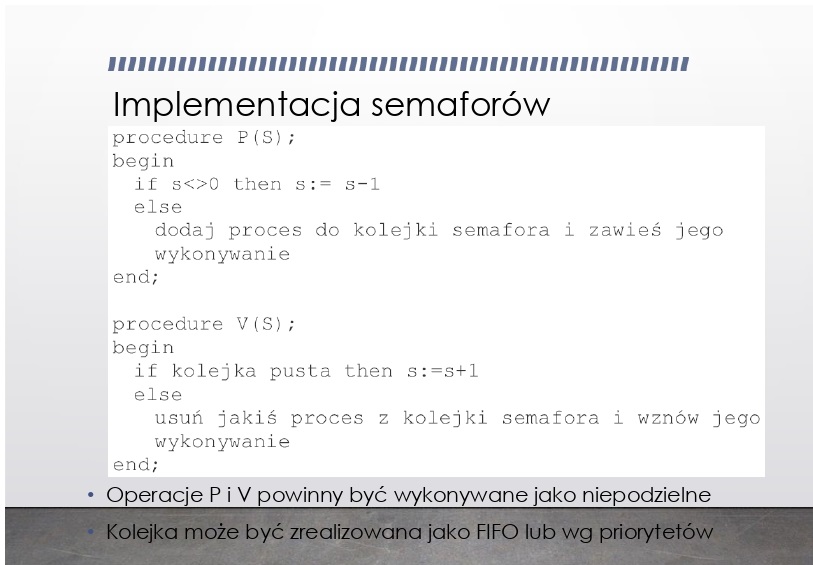 Implementacja semaforów
procedure P(S);
begin
if s<>0 then s:= s-1
else
dodaj proces do kolejki semafora i zawieś jego
wykonywanie
end;
procedure V(S);
begin
if kolejka pusta then s:=s+1
else
usuń jakiś proces z kolejki semafora i wznów jego
wykonywanie
end;
• Operacje P i V powinny być wykonywane jako niepodzielne
• Kolejka może być zrealizowana jako FIFO lub wg priorytetów